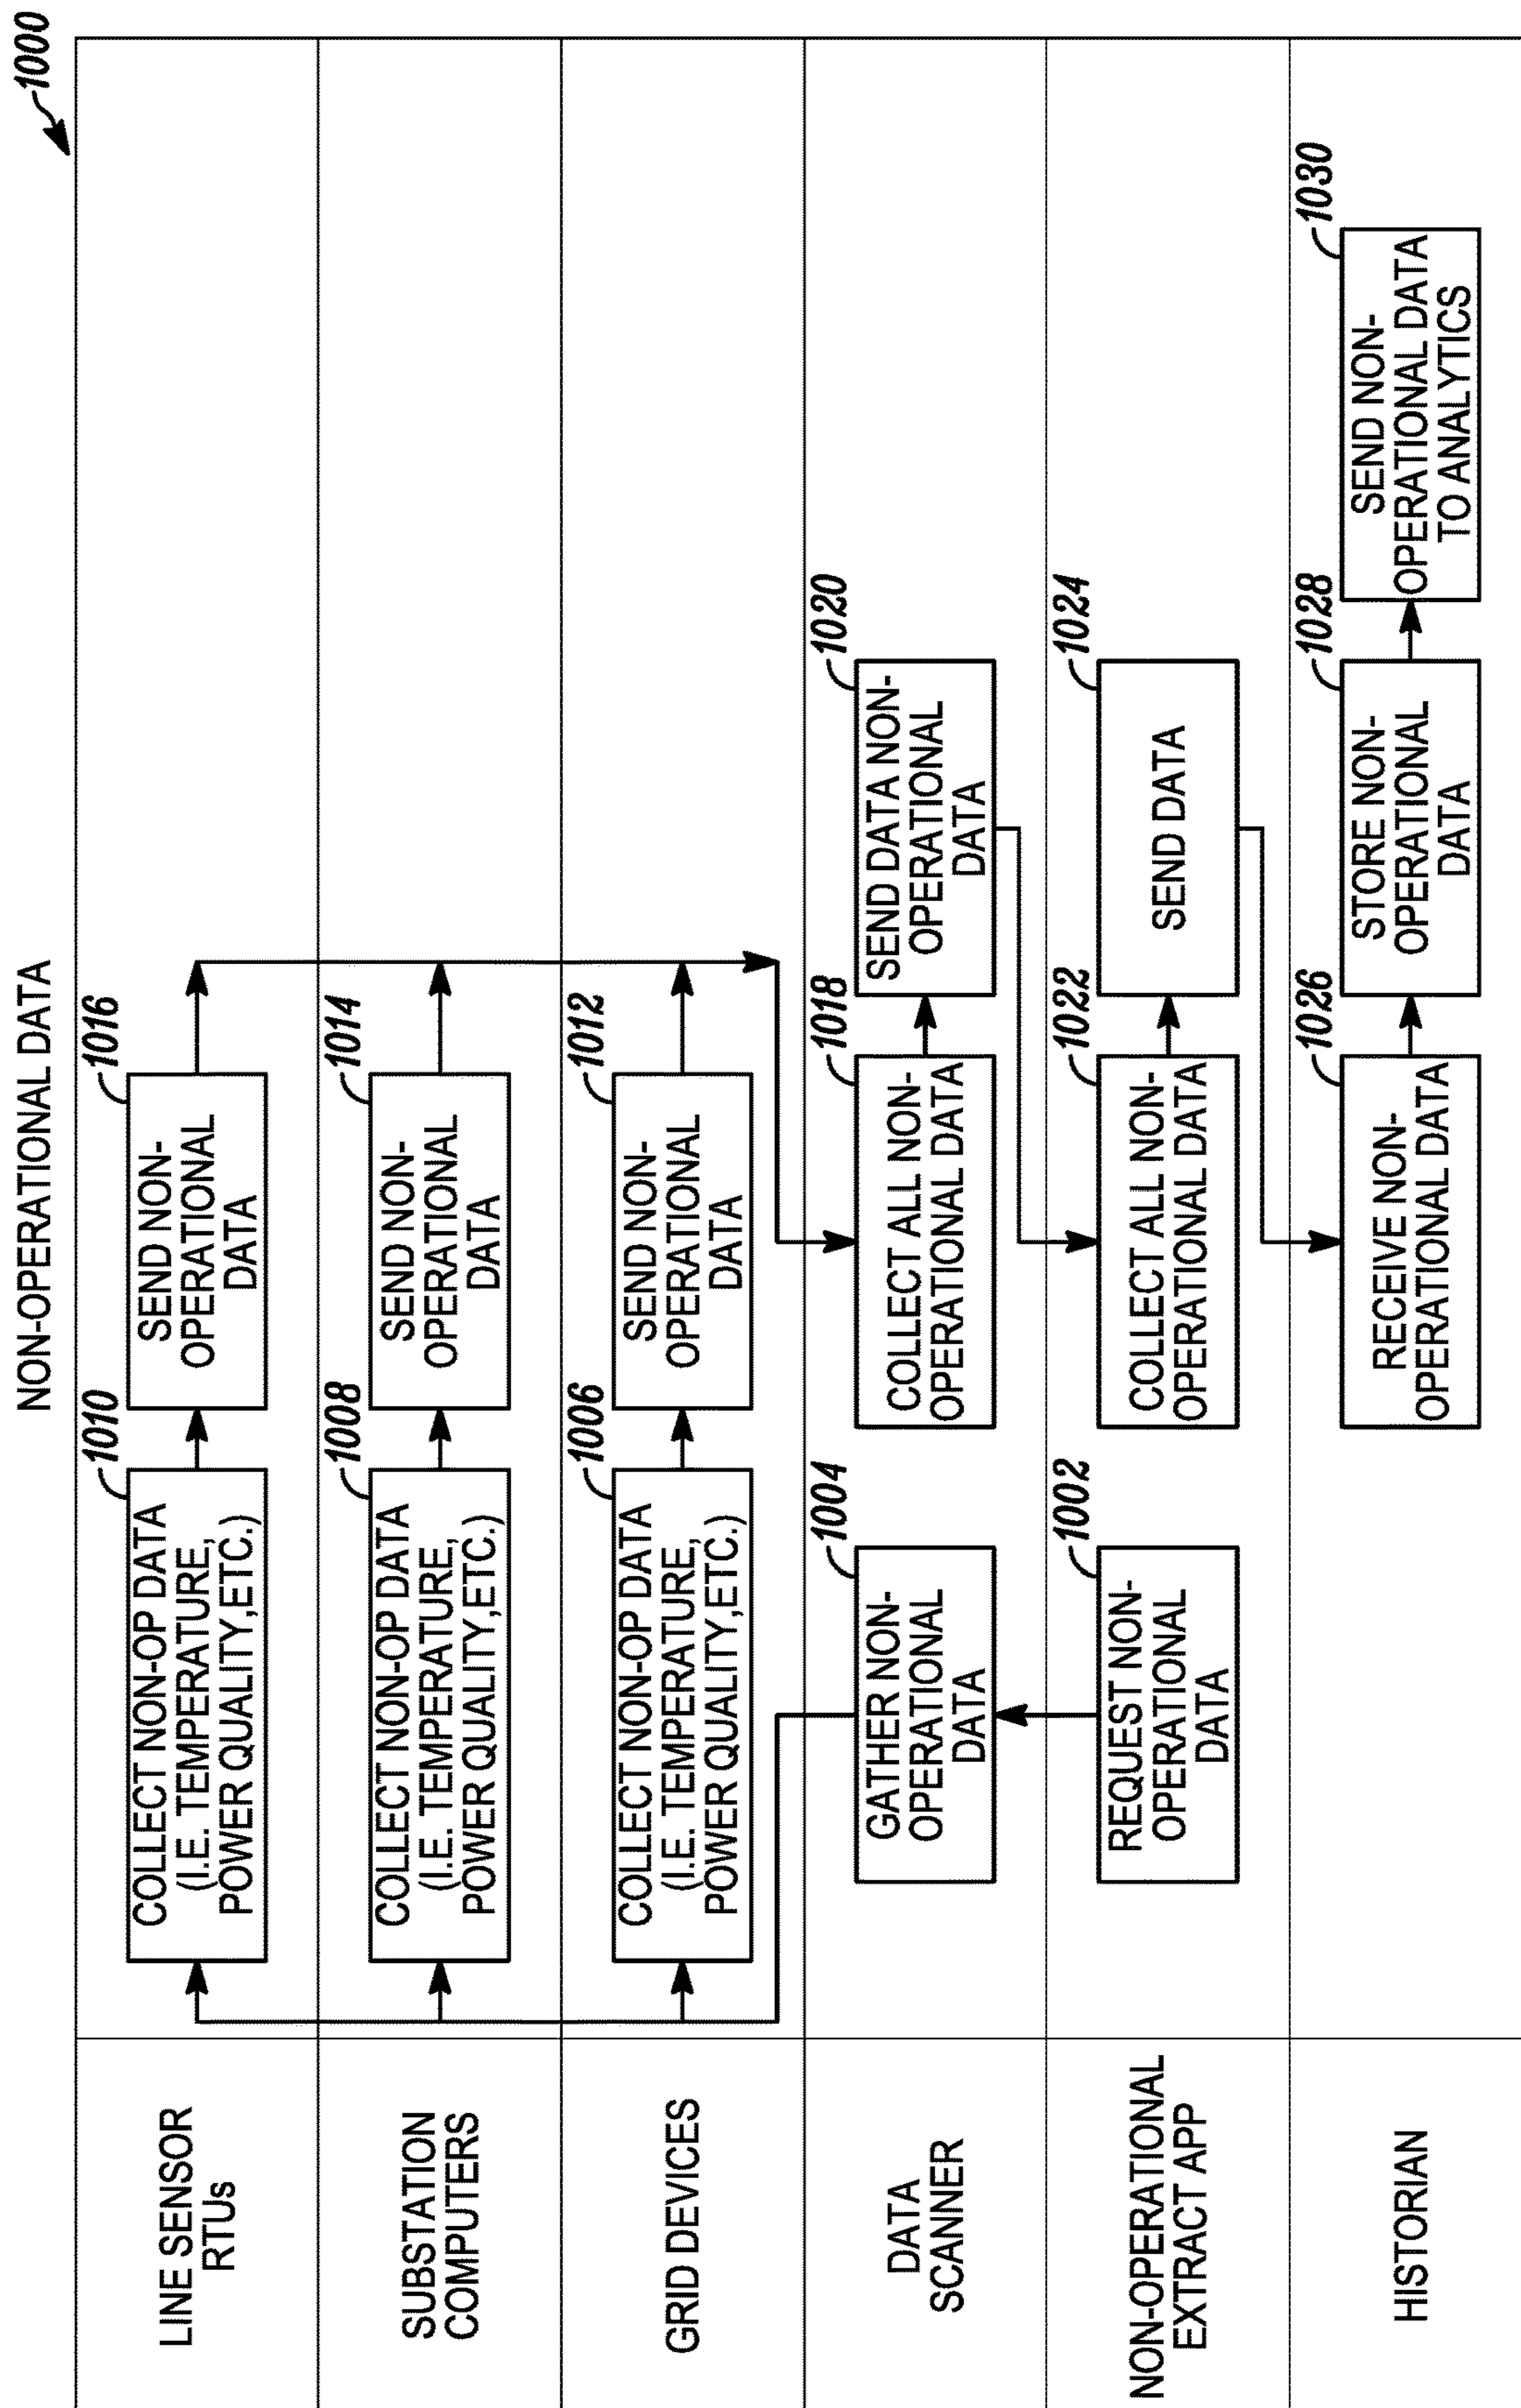 NON-OPERATIONAL DATA
1000
LINE SENSOR
RTUs
1010
COLLECT NON-OP DATA
(I.E. TEMPERATURE,
POWER QUALITY,ETC.)
1016
SEND NON-
OPERATIONAL
DATA
SUBSTATION
COMPUTERS
1008
COLLECT NON-OP DATA
(I.E. TEMPERATURE,
POWER QUALITY,ETC.)
1014
SEND NON-
OPERATIONAL
DATA
GRID DEVICES
1006
COLLECT NON-OP DATA
(I.E. TEMPERATURE,
POWER QUALITY,ETC.)
1012
SEND NON-
OPERATIONAL
DATA
DATA
SCANNER
1004
GATHER NON-
OPERATIONAL
DATA
1018
COLLECT ALL NON-
OPERATIONAL DATA
1020
SEND DATA NON-
OPERATIONAL
DATA
NON-OPERATIONAL
EXTRACT APP
1002
REQUEST NON-
OPERATIONAL
DATA
1022
COLLECT ALL NON-
OPERATIONAL DATA
1024
SEND DATA
HISTORIAN
1026
RECEIVE NON-
OPERATIONAL DATA
1028
STORE NON-
OPERATIONAL
DATA
1030
SEND NON-
OPERATIONAL DATA
TO ANALYTICS